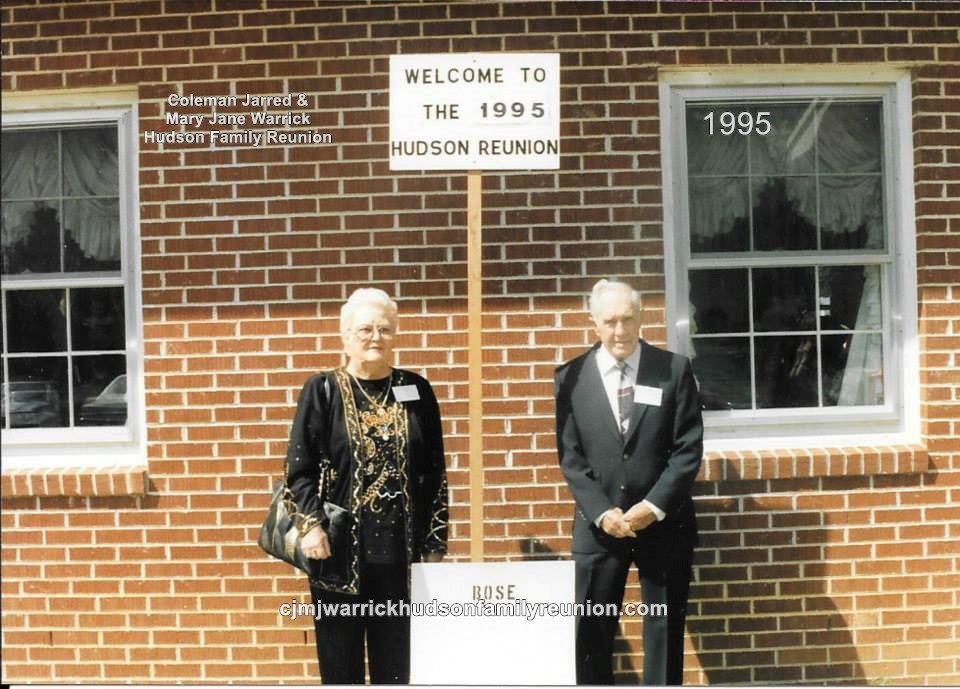 Coleman Jarred &
Mary Jane Warrick
Hudson Family Reunion
WELCOME TO
THE 1995
HUDSON REUNION
1995
ROSE
cjmjwarrickhudsonfamilyreunion.com